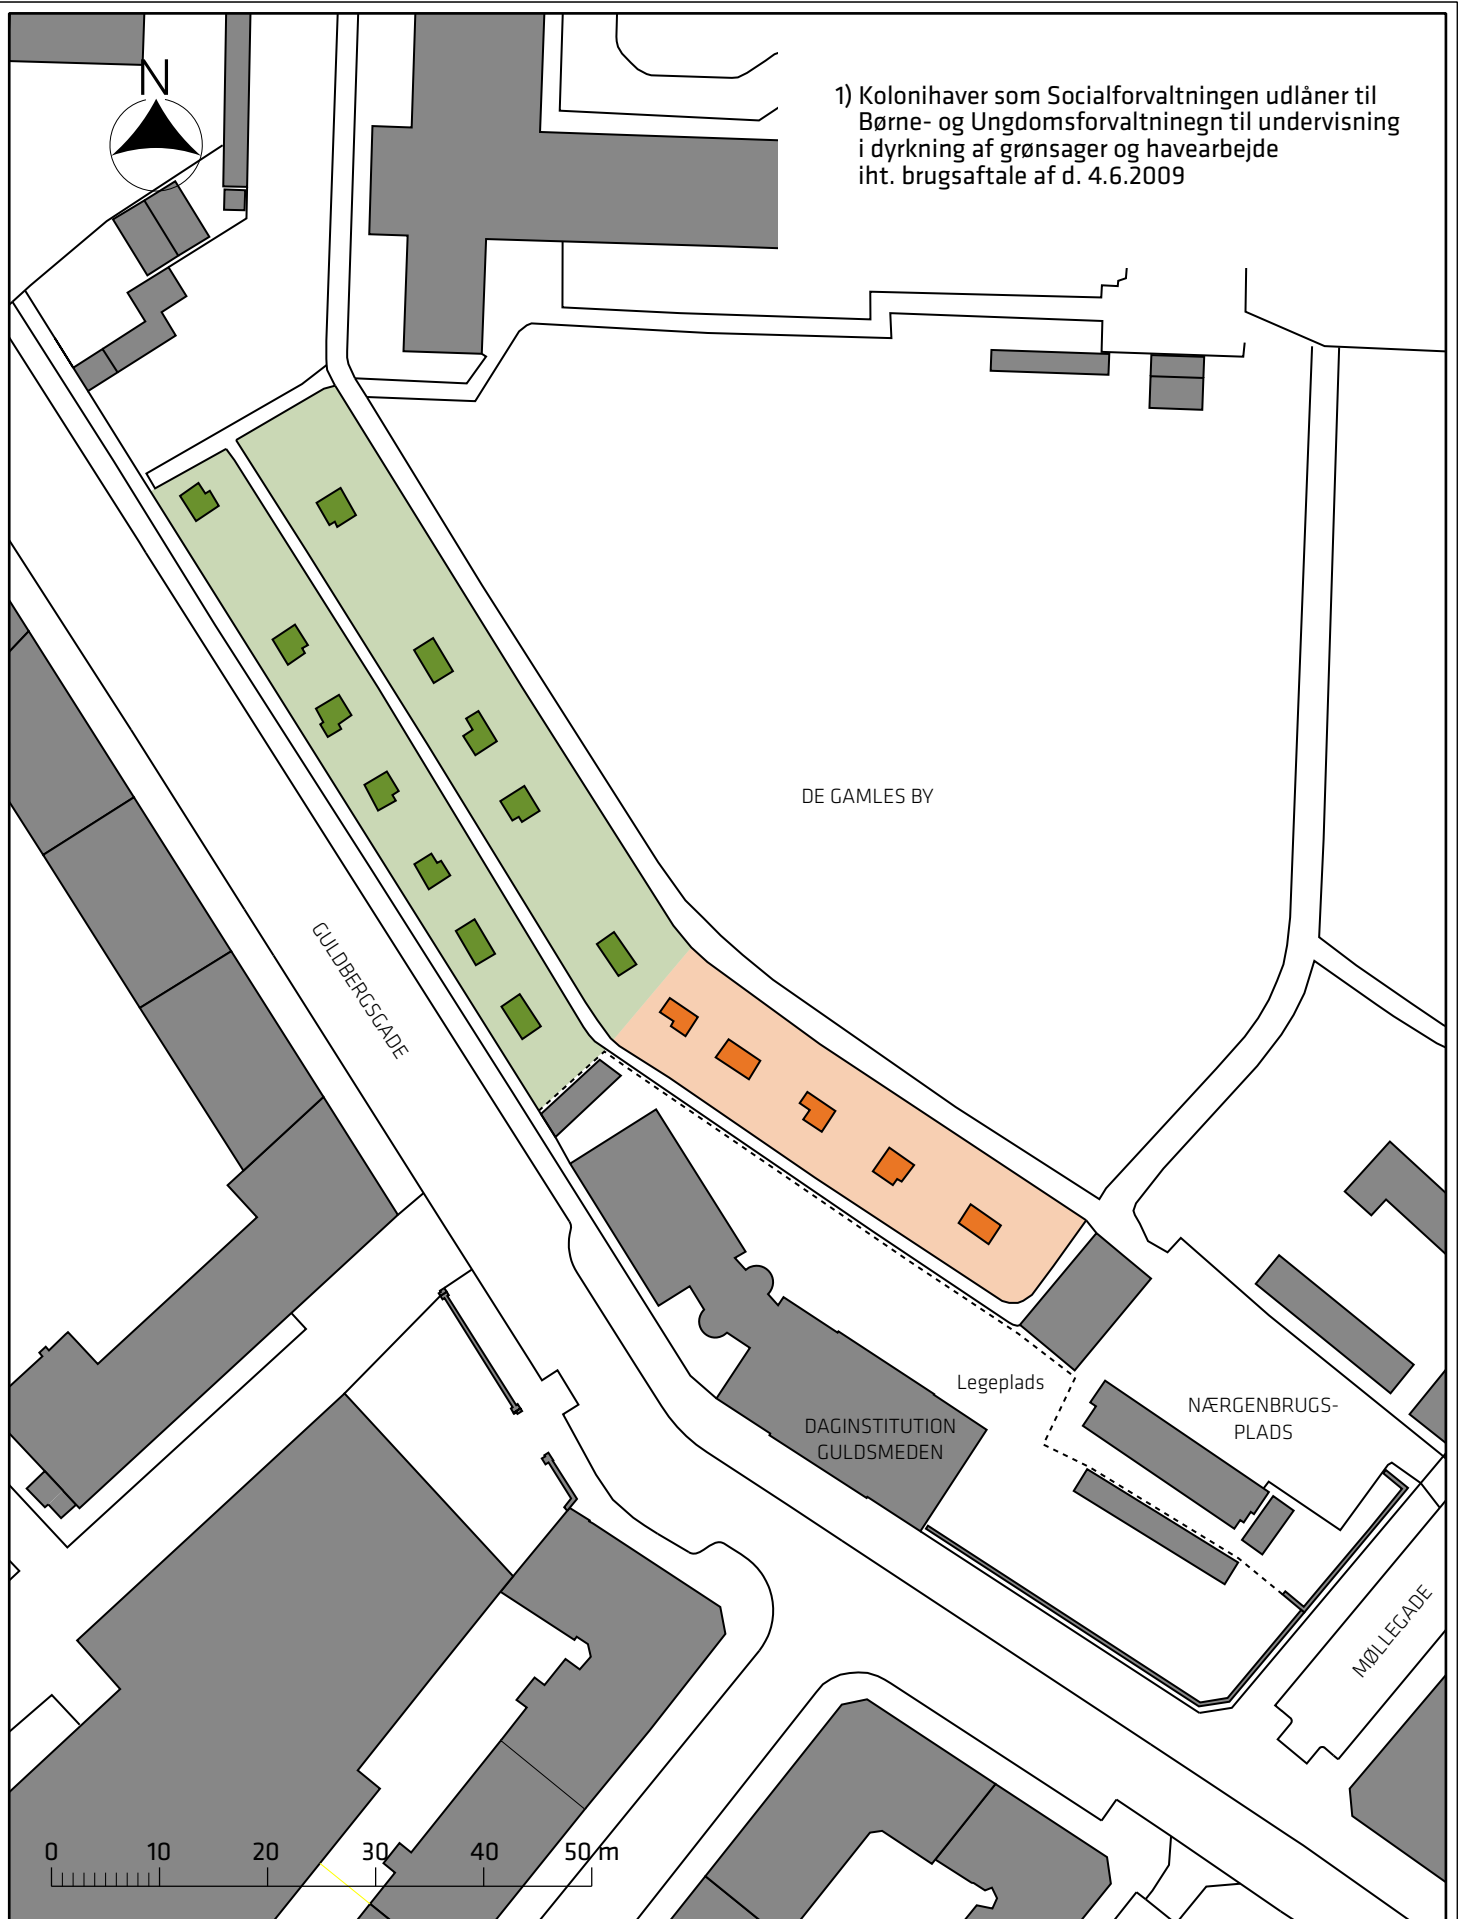 N
1) Kolonihaver som Socialforvaltningen udlåner til
Børne- og Ungdomsforvaltninegn til undervisning
i dyrkning af grønsager og havearbejde
iht. brugsaftale af d. 4.6.2009
DE GAMLES BY
GULDBERGSGADE
Legeplads
NÆRGENBRUGS-
PLADS
DAGINSTITUTION
GULDSMEDEN
MØLLEGADE
0 10 20 30 40 50 m